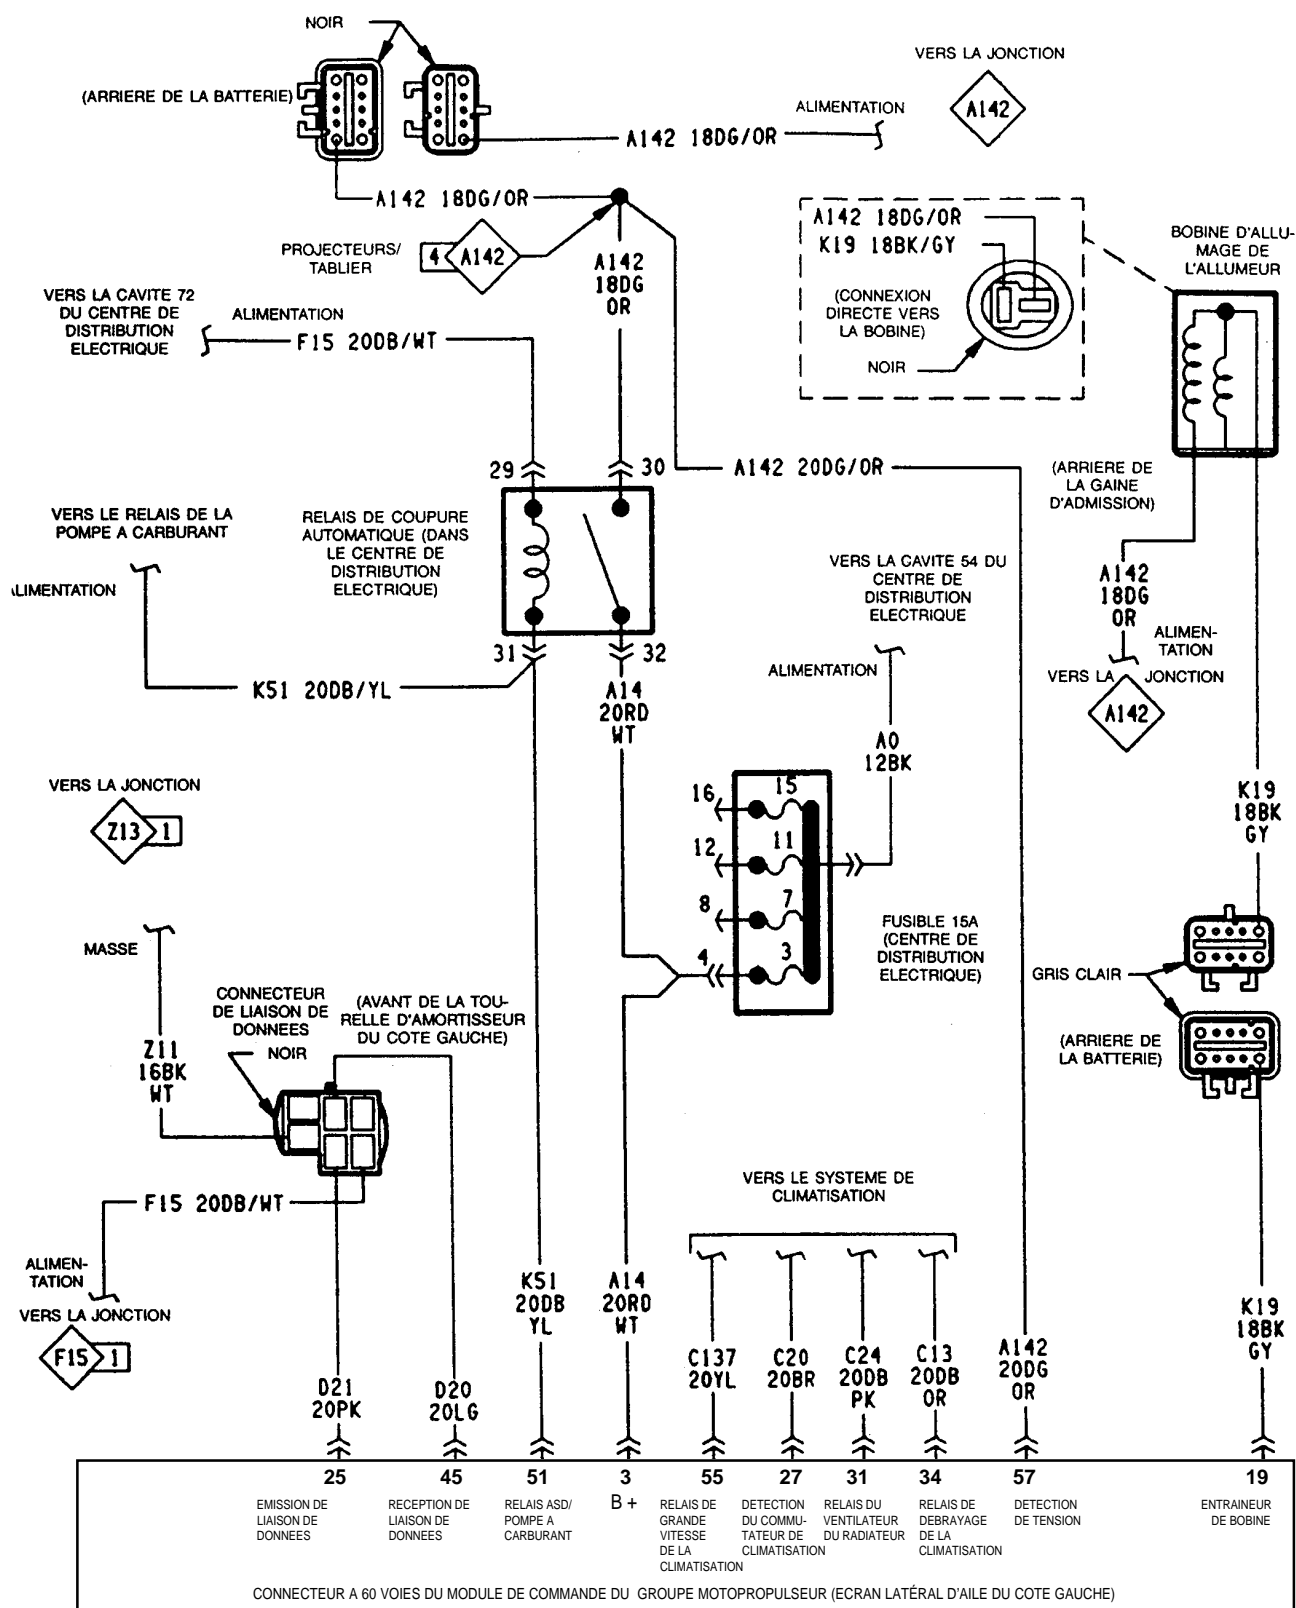 NOIR
VERS LA JONCTION
(ARRIERE DE LA BATTERIE)
ALIMENTATION
A142
A142 18DG/OR
A142 18DG/OR
A142 18DG/OR
K19 18BK/GY
BOBINE D'ALLU-
MAGE DE
L'ALLUMEUR
PROJECTEURS/
TABLIER
4
A142
A142
18DG
OR
(CONNEXION
DIRECTE VERS
LA BOBINE)
NOIR
VERS LA CAVITE 72
DU CENTRE DE
DISTRIBUTION
ELECTRIQUE
ALIMENTATION
F15 20DB/WT
29
30
A142 20DG/OR
(ARRIERE DE
LA GAINE
D'ADMISSION)
VERS LE RELAIS DE LA
POMPE A CARBURANT
RELAIS DE COUPURE
AUTOMATIQUE (DANS
LE CENTRE DE
DISTRIBUTION
ELECTRIQUE)
VERS LA CAVITE 54 DU
CENTRE DE
DISTRIBUTION
ELECTRIQUE
LIMENTATION
A142
18DG
OR
ALIMEN-
TATION
31
32
ALIMENTATION
VERS LA JONCTION
A142
K51 20DB/YL
A14
20RD
WT
A0
12BK
VERS LA JONCTION
Z13
1
16
15
12
11
8
7
4
3
K19
18BK
GY
FUSIBLE 15A
(CENTRE DE
DISTRIBUTION
ELECTRIQUE)
MASSE
GRIS CLAIR
CONNECTEUR
DE LIAISON DE
DONNEES
NOIR
(AVANT DE LA TOU-
RELLE D'AMORTISSEUR
DU COTE GAUCHE)
(ARRIERE DE
LA BATTERIE)
Z11
16BK
WT
F15 20DB/WT
VERS LE SYSTEME DE
CLIMATISATION
ALIMEN-
TATION
VERS LA JONCTION
F15
1
K51
20DB
YL
A14
20RD
WT
K19
18BK
GY
D21
20PK
D20
20LG
C137
20YL
C20
20BR
C24
20DB
PK
C13
20DB
OR
A142
20DG
OR
25
45
51
3
55
27
31
34
57
19
EMISSION DE
LIAISON DE
DONNEES
RECEPTION DE
LIAISON DE
DONNEES
RELAIS ASD/
POMPE A
CARBURANT
B +
RELAIS DE
GRANDE
VITESSE
DE LA
CLIMATISATION
DETECTION
DU COMMU-
TATEUR DE
CLIMATISATION
RELAIS DU
VENTILATEUR
DU RADIATEUR
RELAIS DE
DEBRAYAGE
DE LA
CLIMATISATION
DETECTION
DE TENSION
ENTRAINEUR
DE BOBINE
CONNECTEUR A 60 VOIES DU MODULE DE COMMANDE DU GROUPE MOTOPROPULSEUR (ECRAN LATÉRAL D'AILE DU COTE GAUCHE)